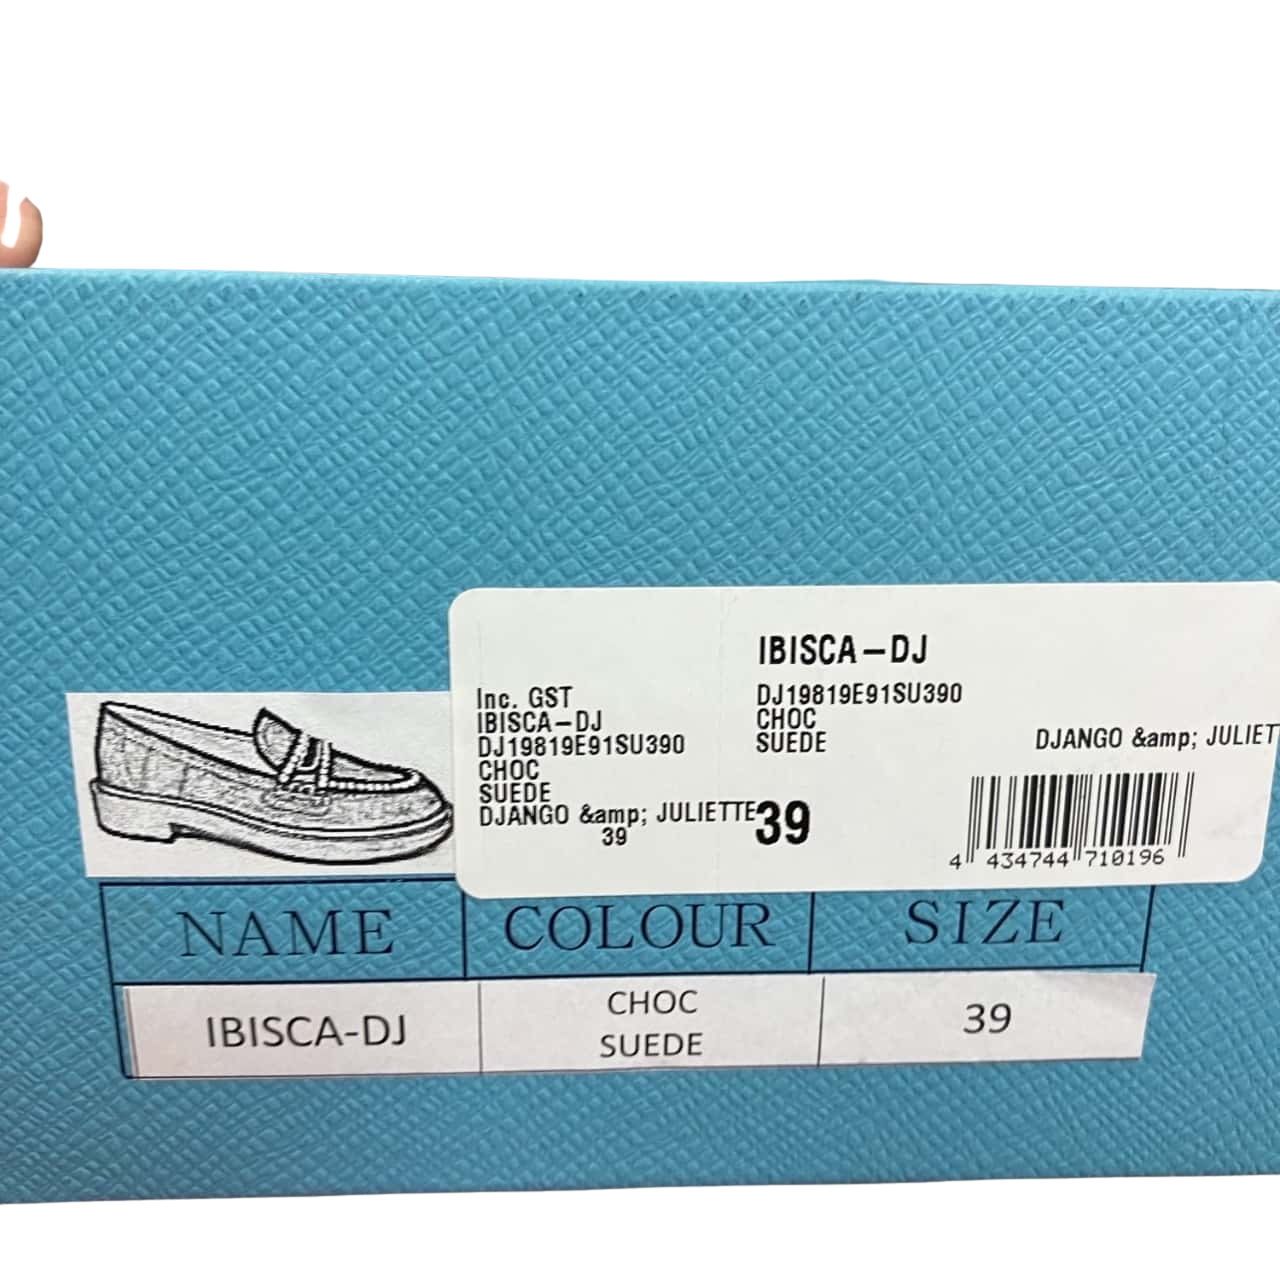 IBISCA-DJ
DJ19819E91SU390
CHOC
SUEDE
39
Inc. GST
IBISCA-DJ
DJ19819E91SU390
CHOC
SUEDE
DJANGO &amp; JULIETTE
39
DJANGO &amp; JULIET
4 434744 710196
NAME COLOUR SIZE
IBISCA-DJ CHOC SUEDE 39